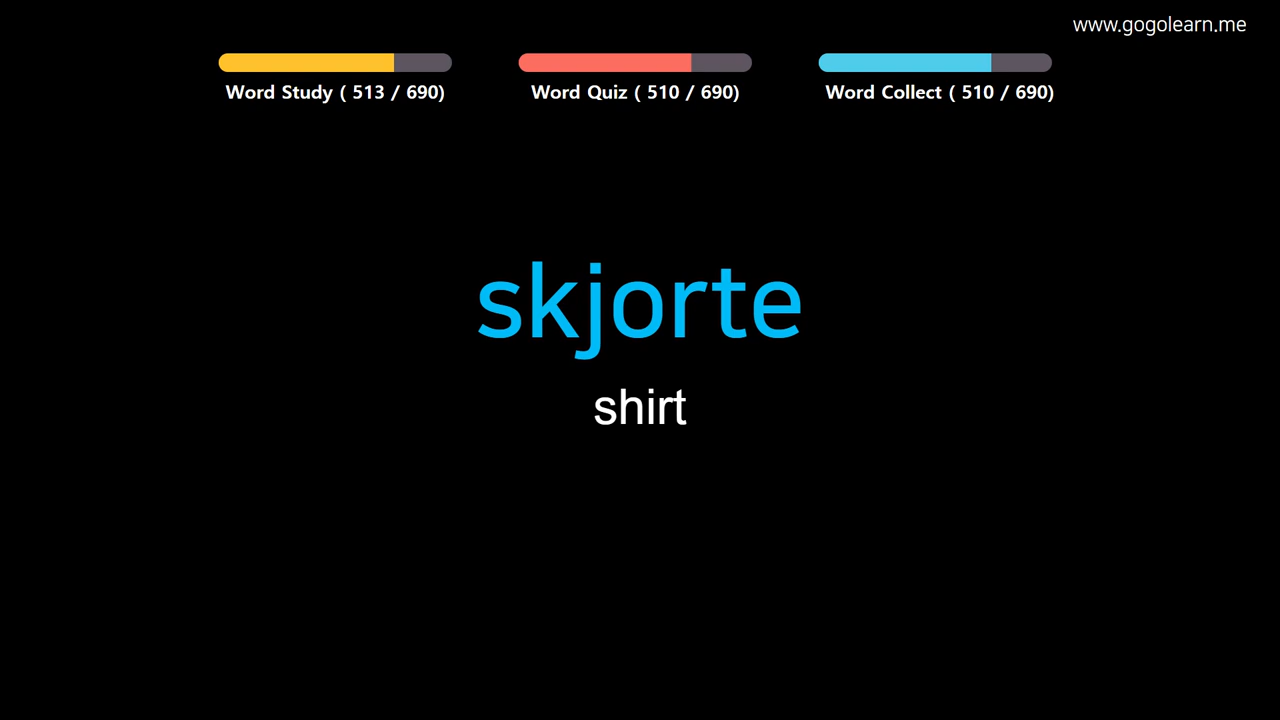 www.gogolearn.me
Word Study ( 513 / 690)
Word Quiz ( 510 / 690)
Word Collect ( 510 / 690)
skjorte
shirt